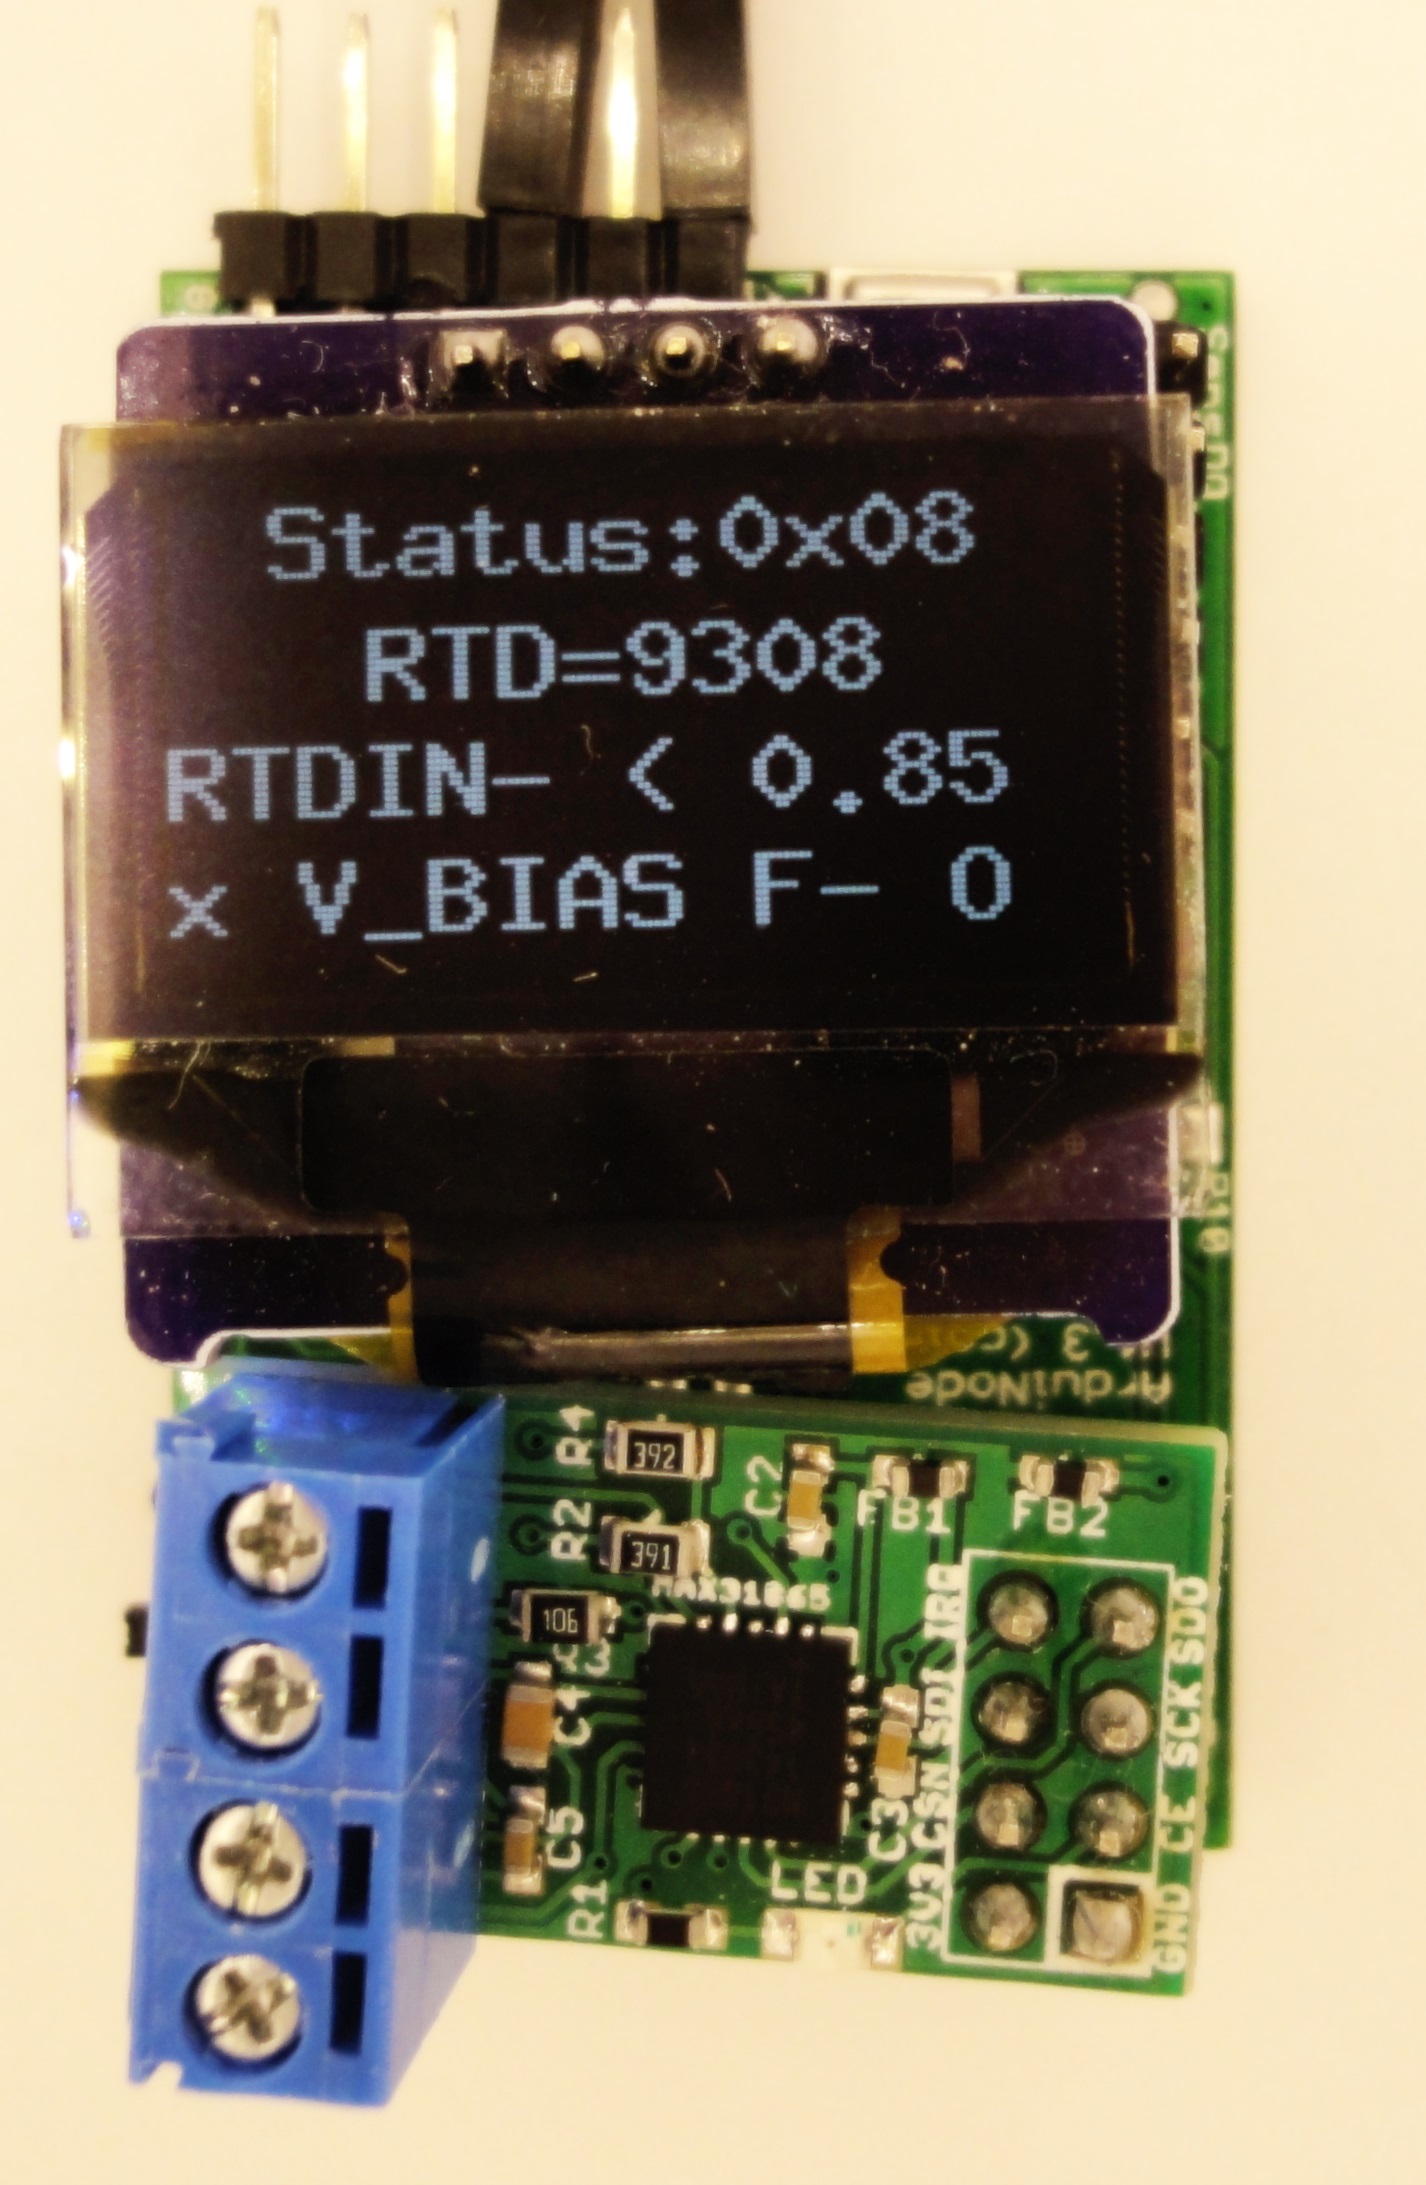 Status:0x08
RTD=9308
RTDIN- < 0.85
x V_BIAS F- O
ArduiNode
R4
392
C2
FB1
FB2
R2
391
MAX31865
106
R3
C4
C5
C3
R1
LED
IRQ
SDI
CSN
3V3
SDO
SCK
CE
GND